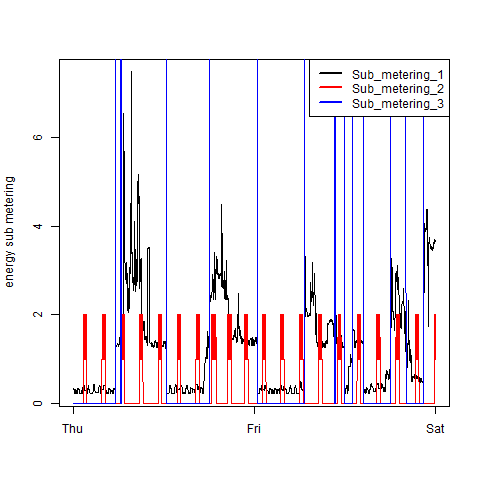 Sub_metering_1
Sub_metering_2
Sub_metering_3
energy sub metering
6
4
2
0
Thu Fri Sat